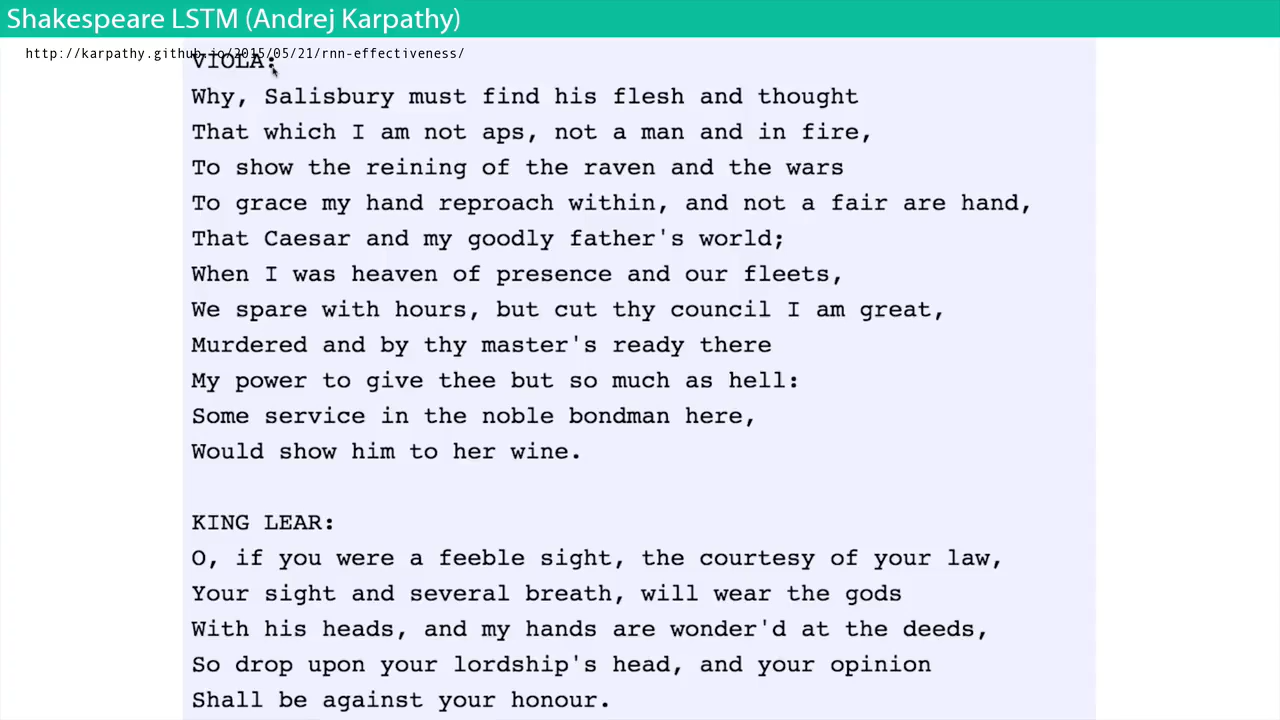 Shakespeare LSTM (Andrej Karpathy)
http://karpathy.github.io/2015/05/21/rnn-effectiveness/
VIOLA:
Why, Salisbury must find his flesh and thought
That which I am not aps, not a man and in fire,
To show the reining of the raven and the wars
To grace my hand reproach within, and not a fair are hand,
That Caesar and my goodly father's world;
When I was heaven of presence and our fleets,
We spare with hours, but cut thy council I am great,
Murdered and by thy master's ready there
My power to give thee but so much as hell:
Some service in the noble bondman here,
Would show him to her wine.
KING LEAR:
O, if you were a feeble sight, the courtesy of your law,
Your sight and several breath, will wear the gods
With his heads, and my hands are wonder'd at the deeds,
So drop upon your lordship's head, and your opinion
Shall be against your honour.